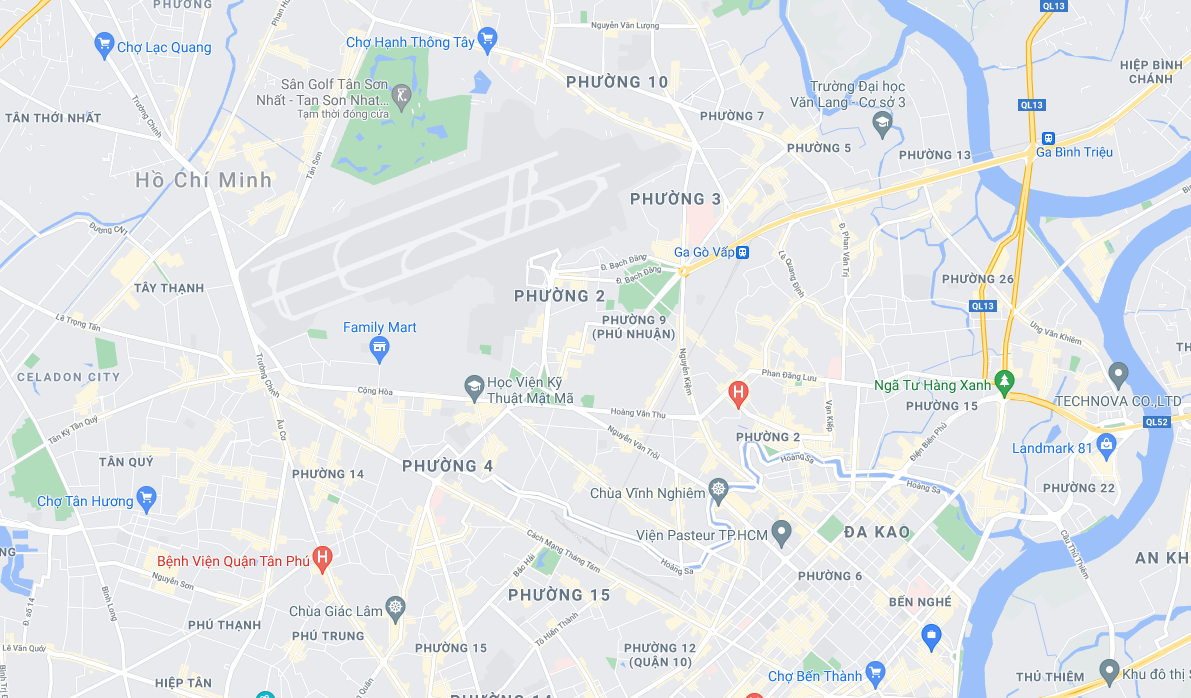 PHƯỜNG
Phan H
Nguyễn Văn Lượng
QL13
Chợ Lạc Quang
Chợ Hạnh Thông Tây
HIỆP BÌNH
CHÁNH
Sân Golf Tân Sơn
Nhất - Tan Son Nhat...
Tạm thời đóng cửa
PHƯỜNG 10
Trường Đại học
Văn Lang - Cơ sở 3
QL13
TÂN THỚI NHẤT
Trường Chinh
PHƯỜNG 7
PHƯỜNG 5
PHƯỜNG 13
Ga Bình Triệu
Tân Sơn
Hồ Chí Minh
PHƯỜNG 3
Đường CN1
Đ. Phan Văn Trị
Ga Gò Vấp
Đ. Bạch Đằng
Đ. Bạch Đằng
Lê Quang Định
TÂY THẠNH
PHƯỜNG 2
PHƯỜNG 26
QL13
Lê Trọng Tấn
Family Mart
PHƯỜNG 9
(PHÚ NHUẬN)
Ung Văn Khiêm
TH
CELADON CITY
Trường Chinh
Cộng Hòa
Học Viện Kỹ
Thuật Mật Mã
Nguyễn Kiệm
Phan Đăng Lưu
Ngã Tư Hàng Xanh
TECHNOVA CO.,LTD
PHƯỜNG 15
Hoàng Văn Thụ
Vạn Kiếp
QL52
Tân Kỳ Tân Quý
Âu Cơ
Nguyễn Văn Trỗi
PHƯỜNG 2
Điện Biên Phủ
Landmark 81
TÂN QUÝ
PHƯỜNG 14
PHƯỜNG 4
Hoàng Sa
Hoàng Sa
PHƯỜNG 22
Chợ Tân Hương
Chùa Vĩnh Nghiêm
Viện Pasteur TP.HCM
ĐA KAO
Cầu Thủ Thiêm
NG
Bệnh Viện Quận Tân Phú
Cách Mạng Tháng Tám
Bắc Hải
Hoàng Sa
AN KH
Nguyễn Sơn
PHƯỜNG 6
Đ. số 14
Bình Long
Chùa Giác Lâm
PHƯỜNG 15
BẾN NGHÉ
PHÚ THẠNH
PHÚ TRUNG
Tô Hiến Thành
Lê Văn Quới
PHƯỜNG 15
PHƯỜNG 12
(QUẬN 10)
HIỆP TÂN
Quân
Chợ Bến Thành
THỦ THIÊM
Khu đô thị
PHƯỜNG 14